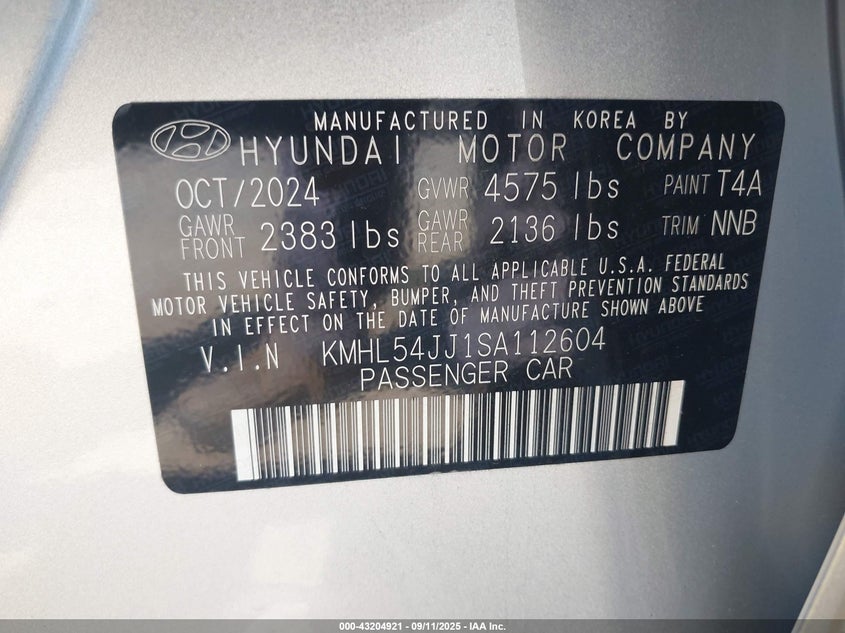 MANUFACTURED IN KOREA BY
HYUNDAI MOTOR COMPANY
OCT/2024 GVWR 4575 lbs PAINT T4A
GAWR FRONT 2383 lbs GAWR REAR 2136 lbs TRIM NNB
THIS VEHICLE CONFORMS TO ALL APPLICABLE U.S.A. FEDERAL
MOTOR VEHICLE SAFETY, BUMPER, AND THEFT PREVENTION STANDARDS
IN EFFECT ON THE DATE OF MANUFACTURE SHOWN ABOVE
V.I.N KMHL54JJ1SA112604
PASSENGER CAR
000-43204921 - 09/11/2025 - IAA Inc.